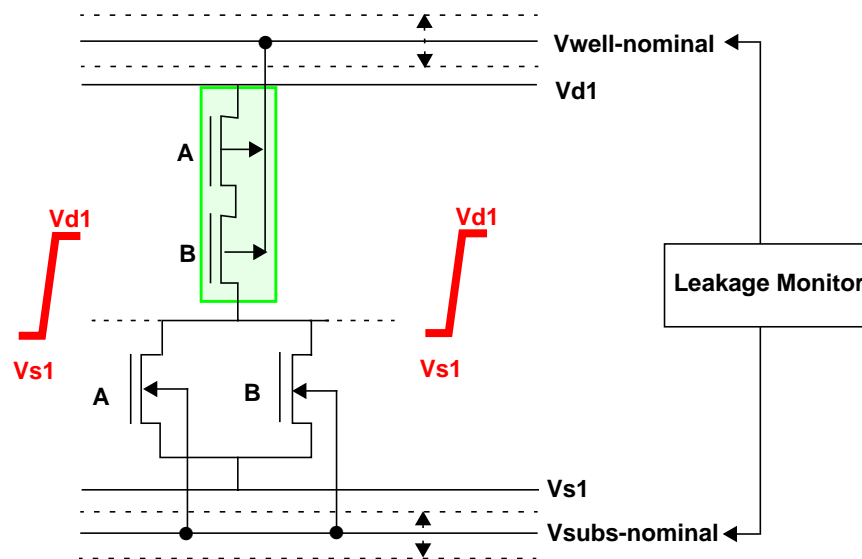 Vwell-nominal
Vd1
A
Vd1
Vd1
B
Leakage Monitor
Vs1
Vs1
A
B
Vs1
Vsubs-nominal